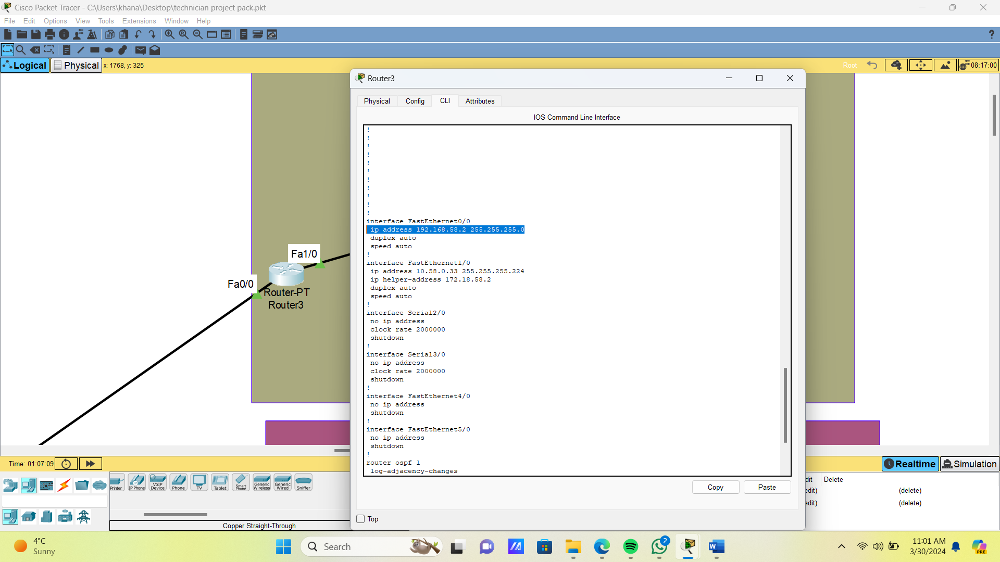 Cisco Packet Tracer - C:\Users\khana\Desktop\technician project pack.pkt
File Edit Options View Tools Extensions Window Help
?
Logical Physical x: 1768, y: 325 Root 08:17:00
Router3
Physical Config CLI Attributes
IOS Command Line Interface
!
!
!
!
!
!
!
!
!
!
!
interface FastEthernet0/0
ip address 192.168.58.2 255.255.255.0
duplex auto
speed auto
!
interface FastEthernet1/0
ip address 10.58.0.33 255.255.255.224
ip helper-address 172.18.58.2
duplex auto
speed auto
!
interface Serial2/0
no ip address
clock rate 2000000
shutdown
!
interface Serial3/0
no ip address
clock rate 2000000
shutdown
!
interface FastEthernet4/0
no ip address
shutdown
!
interface FastEthernet5/0
no ip address
shutdown
!
router ospf 1
log-adjacency-changes
Copy Paste
Top
Fa1/0
Fa0/0
Router-PT
Router3
Time: 01:07:09
Realtime Simulation
Printer
IP Phone
VoIP Device
Phone
TV
Tablet
Smart Phone
Generic Wireless
Generic Wired
Sniffer
Copper Straight-Through
dit Delete
edit) (delete)
edit) (delete)
4°C
Sunny
Search
2
W
11:01 AM
3/30/2024
PRE